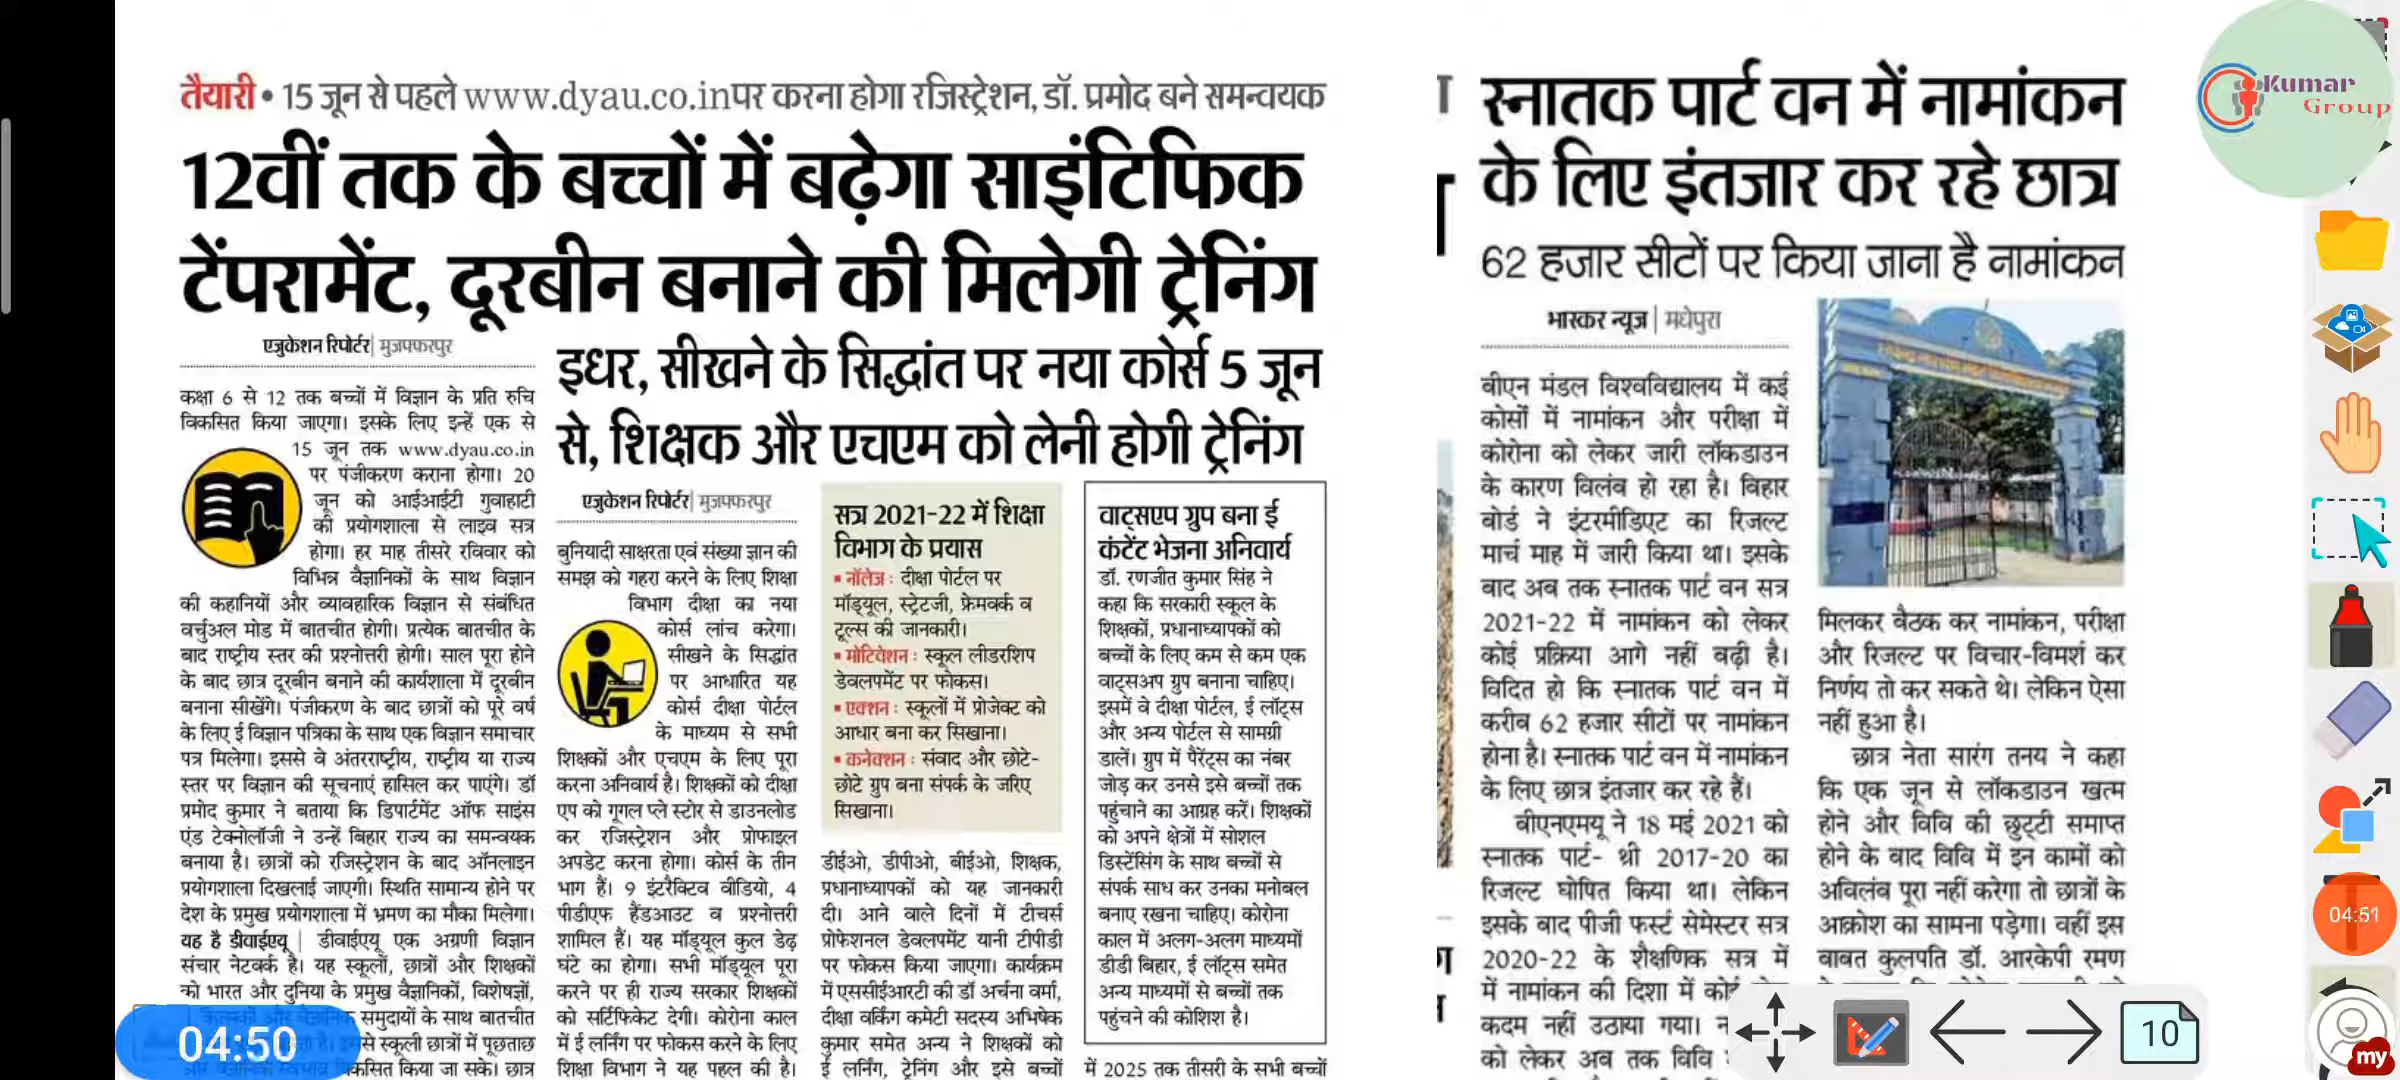 तैयारी • 15 जून से पहले www.dyau.co.inपर करना होगा रजिस्ट्रेशन, डॉ. प्रमोद बने समन्वयक
12वीं तक के बच्चों में बढ़ेगा साइंटिफिक
टेंपरामेंट, दूरबीन बनाने की मिलेगी ट्रेनिंग
एजुकेशन रिपोर्टर| मुजफ्फरपुर
कक्षा 6 से 12 तक बच्चों में विज्ञान के प्रति रुचि
विकसित किया जाएगा। इसके लिए इन्हें एक से
15 जून तक www.dyau.co.in
पर पंजीकरण कराना होगा। 20
जून को आईआईटी गुवाहाटी
की प्रयोगशाला से लाइव सत्र
होगा। हर माह तीसरे रविवार को
विभिन्न वैज्ञानिकों के साथ विज्ञान
की कहानियों और व्यावहारिक विज्ञान से संबंधित
वर्चुअल मोड में बातचीत होगी। प्रत्येक बातचीत के
बाद राष्ट्रीय स्तर की प्रश्नोत्तरी होगी। साल पूरा होने
के बाद छात्र दूरबीन बनाने की कार्यशाला में दूरबीन
बनाना सीखेंगे। पंजीकरण के बाद छात्रों को पूरे वर्ष
के लिए ई विज्ञान पत्रिका के साथ एक विज्ञान समाचार
पत्र मिलेगा। इससे वे अंतरराष्ट्रीय, राष्ट्रीय या राज्य
स्तर पर विज्ञान की सूचनाएं हासिल कर पाएंगे। डॉ
प्रमोद कुमार ने बताया कि डिपार्टमेंट ऑफ साइंस
एंड टेक्नोलॉजी ने उन्हें बिहार राज्य का समन्वयक
बनाया है। छात्रों को रजिस्ट्रेशन के बाद ऑनलाइन
प्रयोगशाला दिखलाई जाएगी। स्थिति सामान्य होने पर
देश के प्रमुख प्रयोगशाला में भ्रमण का मौका मिलेगा।
यह है डीवाईएयू | डीवाईएयू एक अग्रणी विज्ञान
संचार नेटवर्क है। यह स्कूलों, छात्रों और शिक्षकों
को भारत और दुनिया के प्रमुख वैज्ञानिकों, विशेषज्ञों,
समुदायों के साथ बातचीत
से स्कूली छात्रों में पूछताछ
विकसित किया जा सके। छात्र
इधर, सीखने के सिद्धांत पर नया कोर्स 5 जून
से, शिक्षक और एचएम को लेनी होगी ट्रेनिंग
एजुकेशन रिपोर्टर| मुजफ्फरपुर
बुनियादी साक्षरता एवं संख्या ज्ञान की
समझ को गहरा करने के लिए शिक्षा
विभाग दीक्षा का नया
कोर्स लांच करेगा।
सीखने के सिद्धांत
पर आधारित यह
कोर्स दीक्षा पोर्टल
के माध्यम से सभी
शिक्षकों और एचएम के लिए पूरा
करना अनिवार्य है। शिक्षकों को दीक्षा
एप को गूगल प्ले स्टोर से डाउनलोड
कर रजिस्ट्रेशन और प्रोफाइल
अपडेट करना होगा। कोर्स के तीन
भाग हैं। 9 इंटरैक्टिव वीडियो, 4
पीडीएफ हैंडआउट व प्रश्नोत्तरी
शामिल हैं। यह मॉड्यूल कुल डेढ़
घंटे का होगा। सभी मॉड्यूल पूरा
करने पर ही राज्य सरकार शिक्षकों
को सर्टिफिकेट देगी। कोरोना काल
में ई लर्निंग पर फोकस करने के लिए
शिक्षा विभाग ने यह पहल की है।
सत्र 2021-22 में शिक्षा
विभाग के प्रयास
▪ नॉलेज : दीक्षा पोर्टल पर
मॉड्यूल, स्ट्रेटजी, फ्रेमवर्क व
टूल्स की जानकारी।
▪ मोटिवेशन : स्कूल लीडरशिप
डेवलपमेंट पर फोकस।
▪ एक्शन : स्कूलों में प्रोजेक्ट को
आधार बना कर सिखाना।
▪ कनेक्शन : संवाद और छोटे-
छोटे ग्रुप बना संपर्क के जरिए
सिखाना।
डीईओ, डीपीओ, बीईओ, शिक्षक,
प्रधानाध्यापकों को यह जानकारी
दी। आने वाले दिनों में टीचर्स
प्रोफेशनल डेवलपमेंट यानी टीपीडी
पर फोकस किया जाएगा। कार्यक्रम
में एससीईआरटी की डॉ अर्चना वर्मा,
दीक्षा वर्किंग कमेटी सदस्य अभिषेक
कुमार समेत अन्य ने शिक्षकों को
ई लर्निंग, ट्रेनिंग और इसे बच्चों
वाट्सएप ग्रुप बना ई
कंटेंट भेजना अनिवार्य
डॉ. रणजीत कुमार सिंह ने
कहा कि सरकारी स्कूल के
शिक्षकों, प्रधानाध्यापकों को
बच्चों के लिए कम से कम एक
वाट्सअप ग्रुप बनाना चाहिए।
इसमें वे दीक्षा पोर्टल, ई लॉट्स
और अन्य पोर्टल से सामग्री
डालें। ग्रुप में पैरेंट्स का नंबर
जोड़ कर उनसे इसे बच्चों तक
पहुंचाने का आग्रह करें। शिक्षकों
को अपने क्षेत्रों में सोशल
डिस्टेंसिंग के साथ बच्चों से
संपर्क साध कर उनका मनोबल
बनाए रखना चाहिए। कोरोना
काल में अलग-अलग माध्यमों
डीडी बिहार, ई लॉट्स समेत
अन्य माध्यमों से बच्चों तक
पहुंचने की कोशिश है।
में 2025 तक तीसरी के सभी बच्चों
स्नातक पार्ट वन में नामांकन
के लिए इंतजार कर रहे छात्र
62 हजार सीटों पर किया जाना है नामांकन
भास्कर न्यूज | मधेपुरा
बीएन मंडल विश्वविद्यालय में कई
कोर्सों में नामांकन और परीक्षा में
कोरोना को लेकर जारी लॉकडाउन
के कारण विलंब हो रहा है। बिहार
बोर्ड ने इंटरमीडिएट का रिजल्ट
मार्च माह में जारी किया था। इसके
बाद अब तक स्नातक पार्ट वन सत्र
2021-22 में नामांकन को लेकर
कोई प्रक्रिया आगे नहीं बढ़ी है।
विदित हो कि स्नातक पार्ट वन में
करीब 62 हजार सीटों पर नामांकन
होना है। स्नातक पार्ट वन में नामांकन
के लिए छात्र इंतजार कर रहे हैं।
बीएनएमयू ने 18 मई 2021 को
स्नातक पार्ट- थ्री 2017-20 का
रिजल्ट घोषित किया था। लेकिन
इसके बाद पीजी फर्स्ट सेमेस्टर सत्र
2020-22 के शैक्षणिक सत्र में
में नामांकन की दिशा में कोई
कदम नहीं उठाया गया।
को लेकर अब तक विवि
मिलकर बैठक कर नामांकन, परीक्षा
और रिजल्ट पर विचार-विमर्श कर
निर्णय तो कर सकते थे। लेकिन ऐसा
नहीं हुआ है।
छात्र नेता सारंग तनय ने कहा
कि एक जून से लॉकडाउन खत्म
होने और विवि की छुट्टी समाप्त
होने के बाद विवि में इन कामों को
अविलंब पूरा नहीं करेगा तो छात्रों के
आक्रोश का सामना पड़ेगा। वहीं इस
बाबत कुलपति डॉ. आरकेपी रमण
Kumar
Group
04:51
04:50
10
my